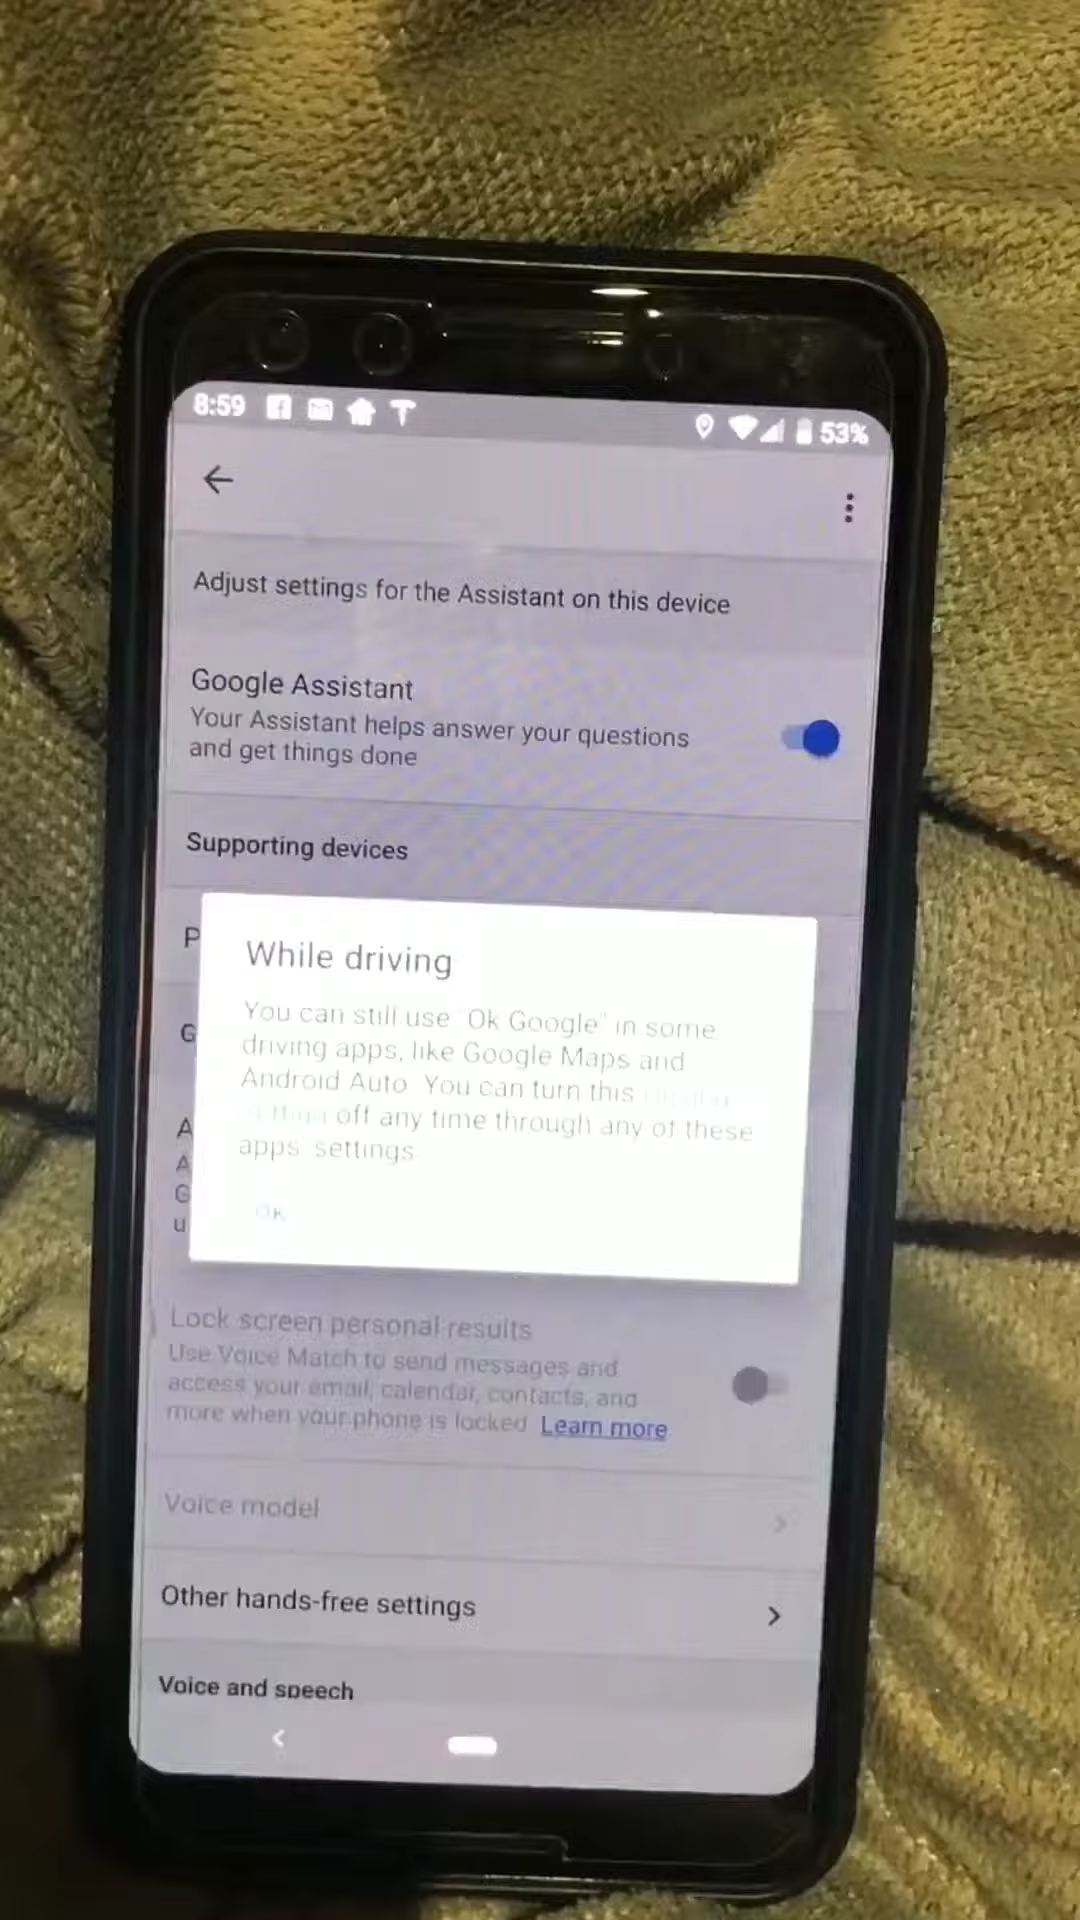 8:59
53%
Adjust settings for the Assistant on this device
Google Assistant
Your Assistant helps answer your questions
and get things done
Supporting devices
P
While driving
You can still use "Ok Google" in some
G
driving apps, like Google Maps and
Android Auto. You can turn this
A
off any time through any of these
A
apps' settings.
G
u
OK
Lock screen personal results
Use Voice Match to send messages and
access your email, calendar, contacts, and
more when your phone is locked. Learn more
Voice model
Other hands-free settings
Voice and speech